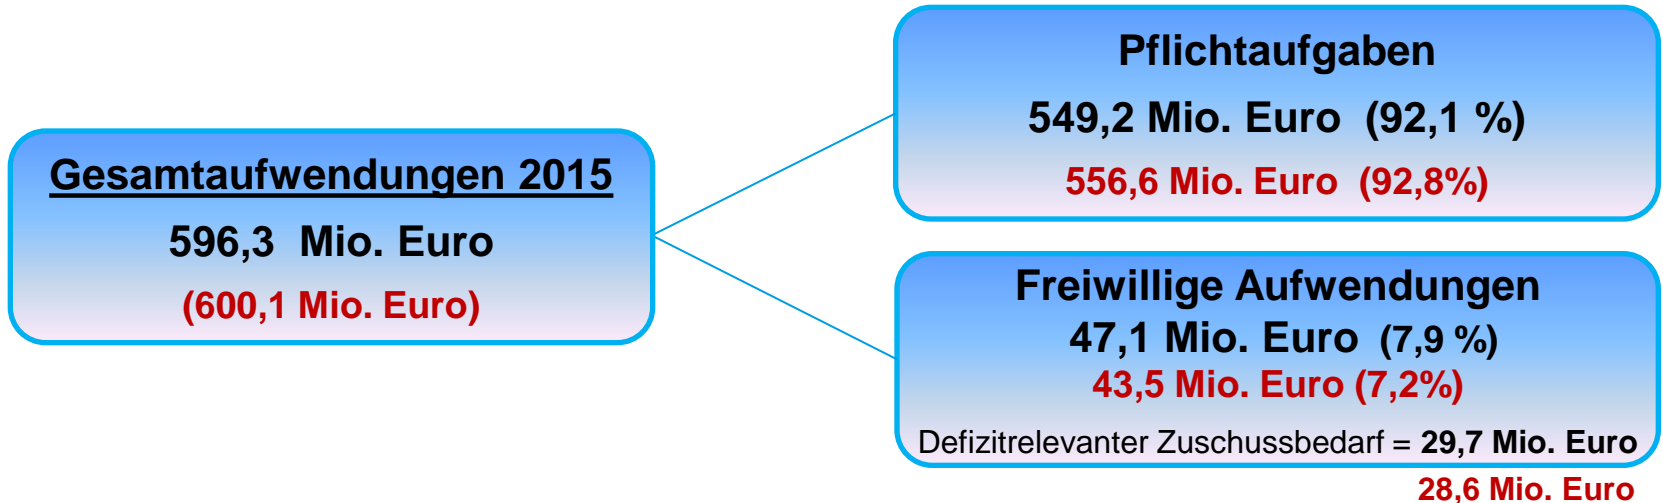 Gesamtaufwendungen 2015
596,3 Mio. Euro
(600,1 Mio. Euro)
Pflichtaufgaben
549,2 Mio. Euro (92,1 %)
556,6 Mio. Euro (92,8%)
Freiwillige Aufwendungen
47,1 Mio. Euro (7,9 %)
43,5 Mio. Euro (7,2%)
Defizitrelevanter Zuschussbedarf = 29,7 Mio. Euro
28,6 Mio. Euro